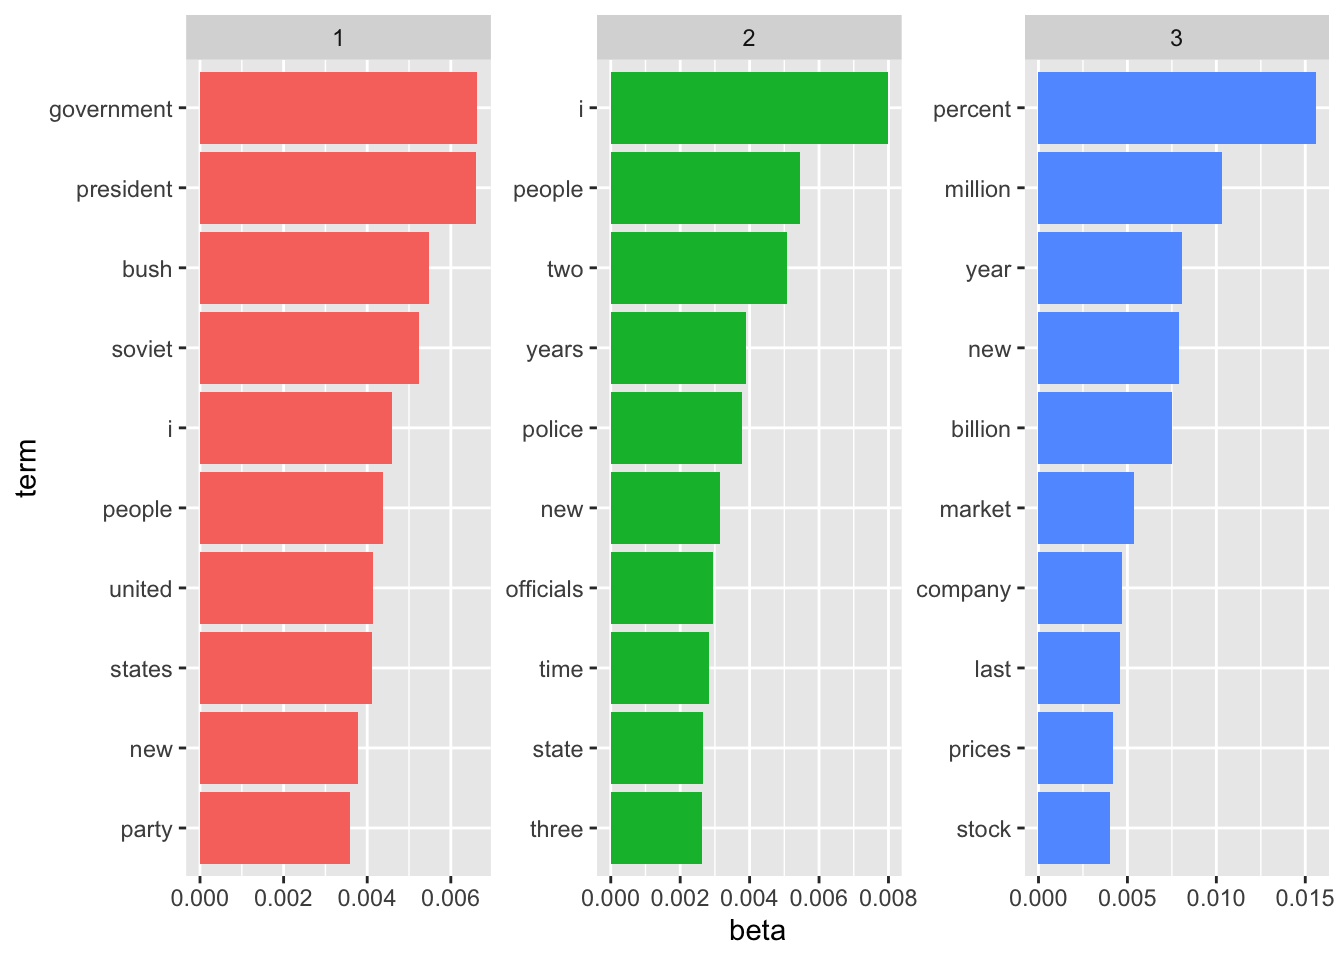 1
2
3
term
government
president
bush
soviet
i
people
united
states
new
party
0.000 0.002 0.004 0.006
i
people
two
years
police
new
officials
time
state
three
0.000 0.002 0.004 0.006 0.008
percent
million
year
new
billion
market
company
last
prices
stock
0.000 0.005 0.010 0.015
beta